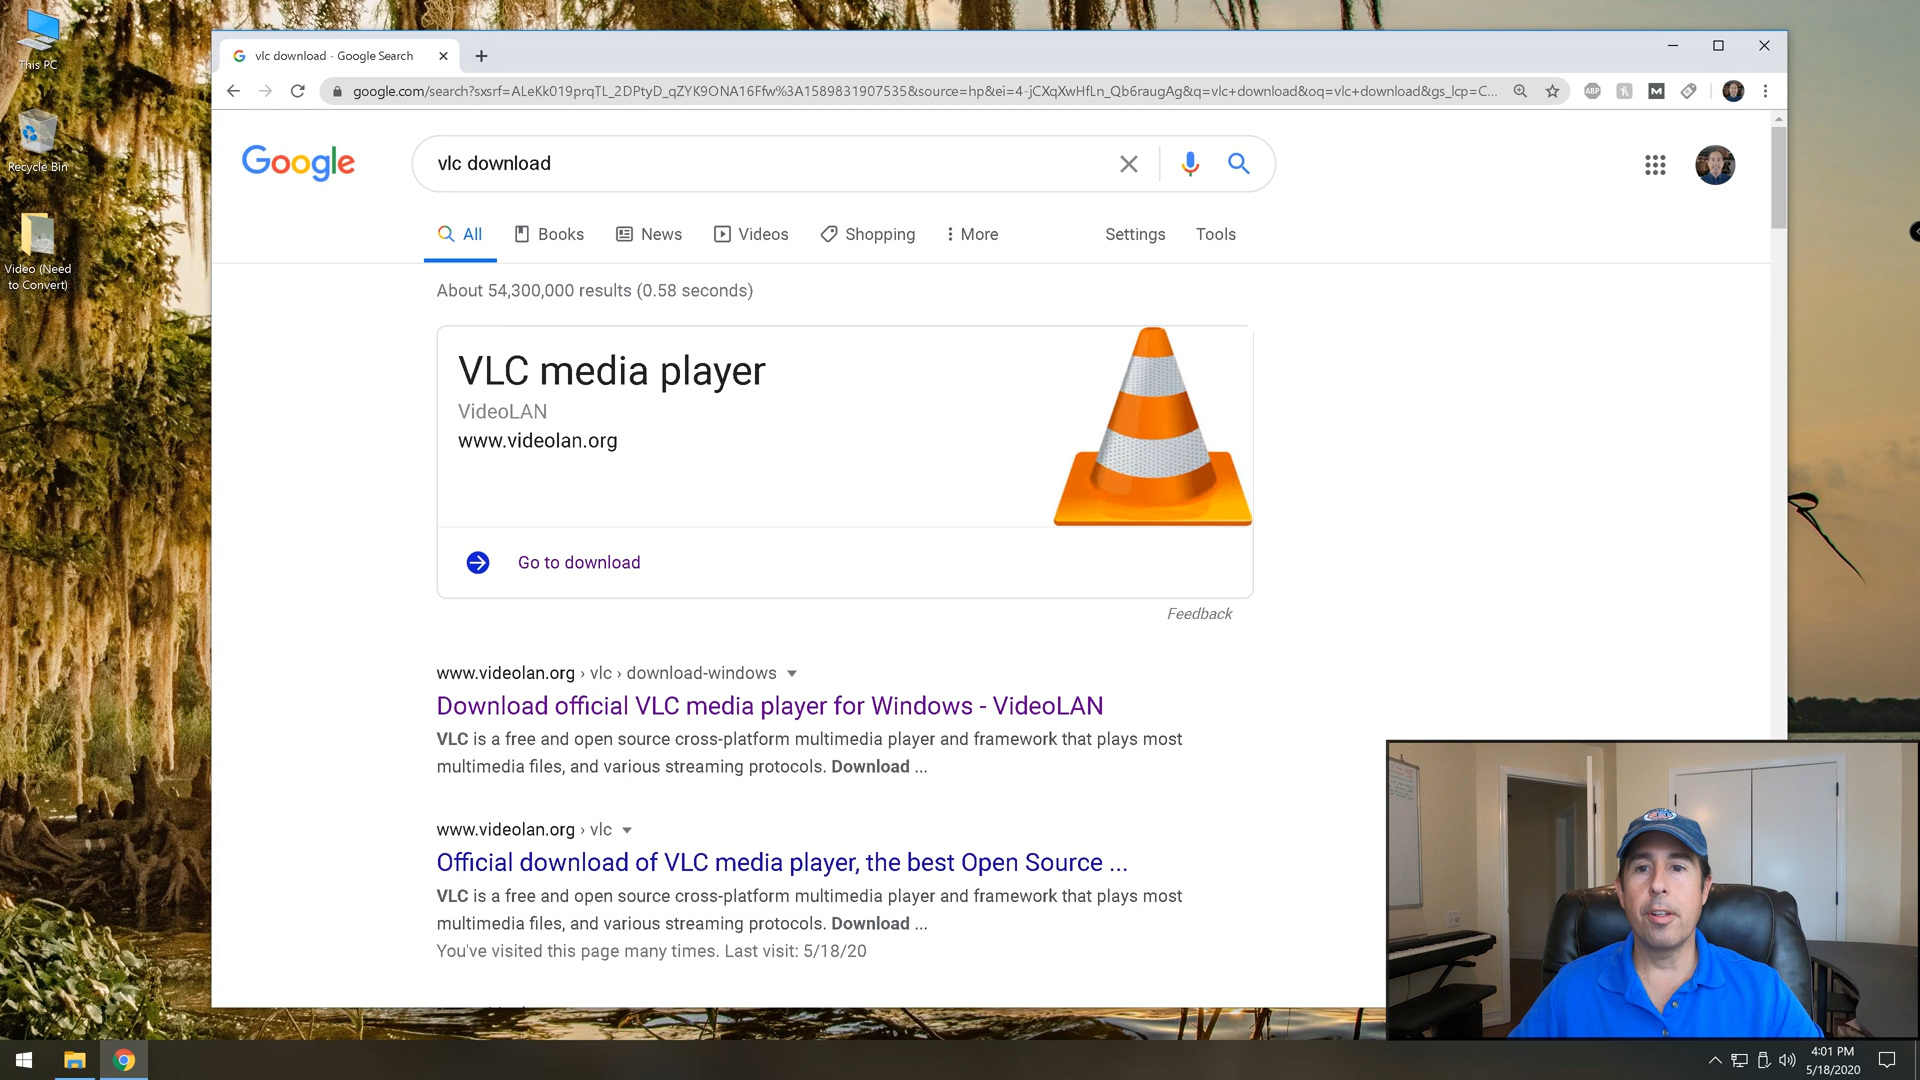 This PC
Recycle Bin
Video (Need
to Convert)
vlc download - Google Search
google.com/search?sxsrf=ALeKk019prqTL_2DPtyD_qZYK9ONA16Ffw%3A1589831907535&source=hp&ei=4-jCXqXwHfLn_Qb6raugAg&q=vlc+download&oq=vlc+download&gs_lcp=C...
ABP
M
Google
vlc download
All
Books
News
Videos
Shopping
More
Settings
Tools
About 54,300,000 results (0.58 seconds)
VLC media player
VideoLAN
www.videolan.org
Go to download
Feedback
www.videolan.org › vlc › download-windows
Download official VLC media player for Windows - VideoLAN
VLC is a free and open source cross-platform multimedia player and framework that plays most
multimedia files, and various streaming protocols. Download ...
www.videolan.org › vlc
Official download of VLC media player, the best Open Source ...
VLC is a free and open source cross-platform multimedia player and framework that plays most
multimedia files, and various streaming protocols. Download ...
You've visited this page many times. Last visit: 5/18/20
4:01 PM
5/18/2020